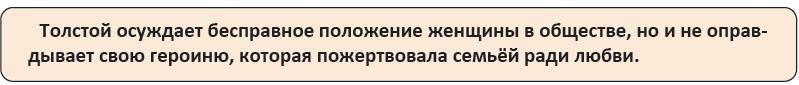 Толстой осуждает бесправное положение женщины в обществе, но и не оправ-
дывает свою героиню, которая пожертвовала семьёй ради любви.